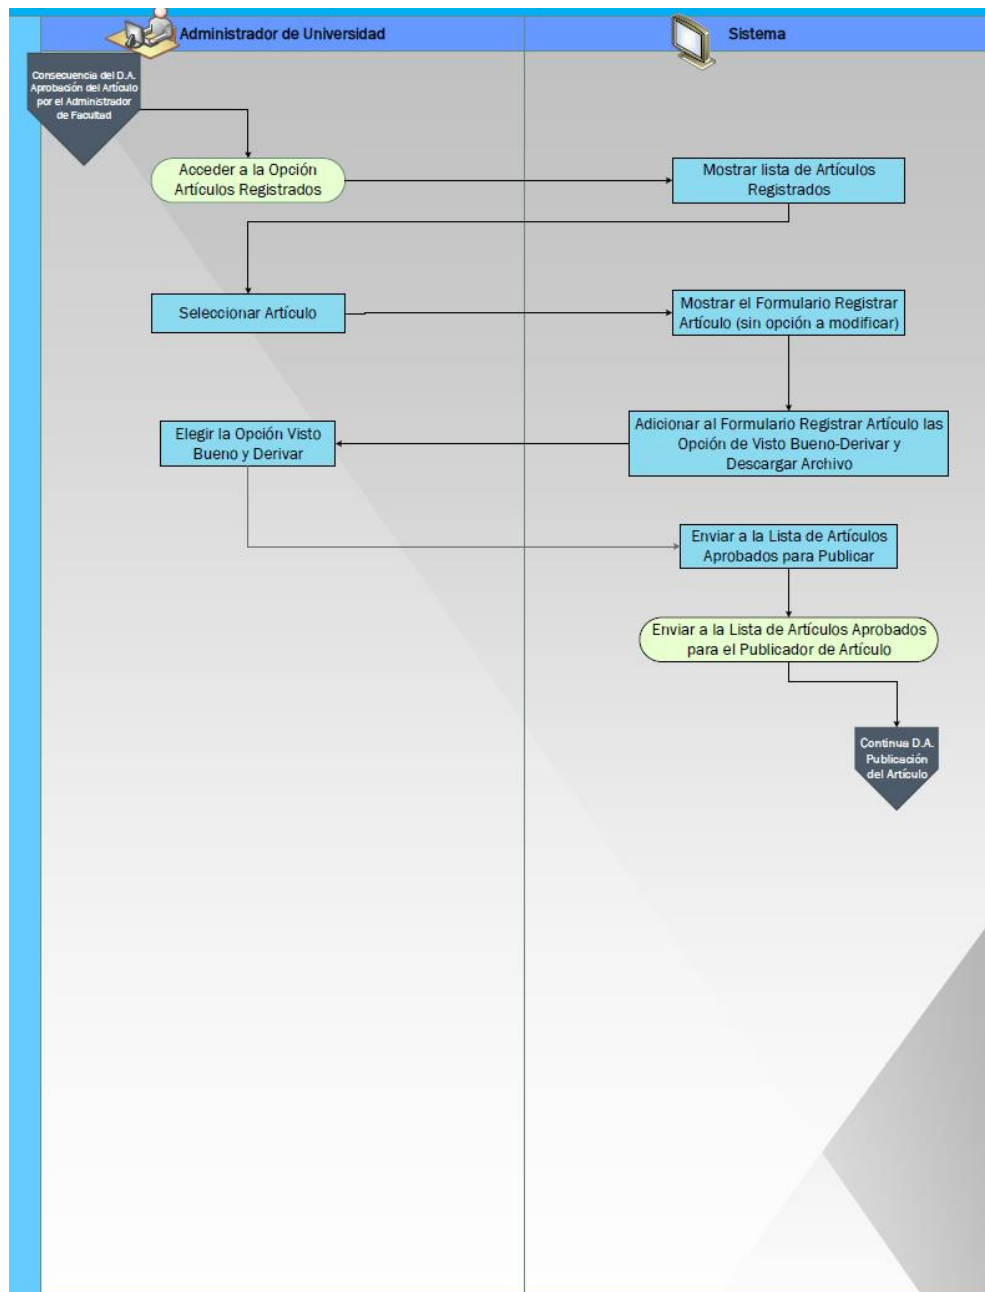 Administrador de Universidad
Sistema
Consecuencia del D.A.
Aprobación del Artículo
por el Administrador
de Facultad
Acceder a la Opción
Artículos Registrados
Mostrar lista de Artículos
Registrados
Seleccionar Artículo
Mostrar el Formulario Registrar
Artículo (sin opción a modificar)
Elegir la Opción Visto
Bueno y Derivar
Adicionar al Formulario Registrar Artículo las
Opción de Visto Bueno-Derivar y
Descargar Archivo
Enviar a la Lista de Artículos
Aprobados para Publicar
Enviar a la Lista de Artículos Aprobados
para el Publicador de Artículo
Continua D.A.
Publicación
del Artículo